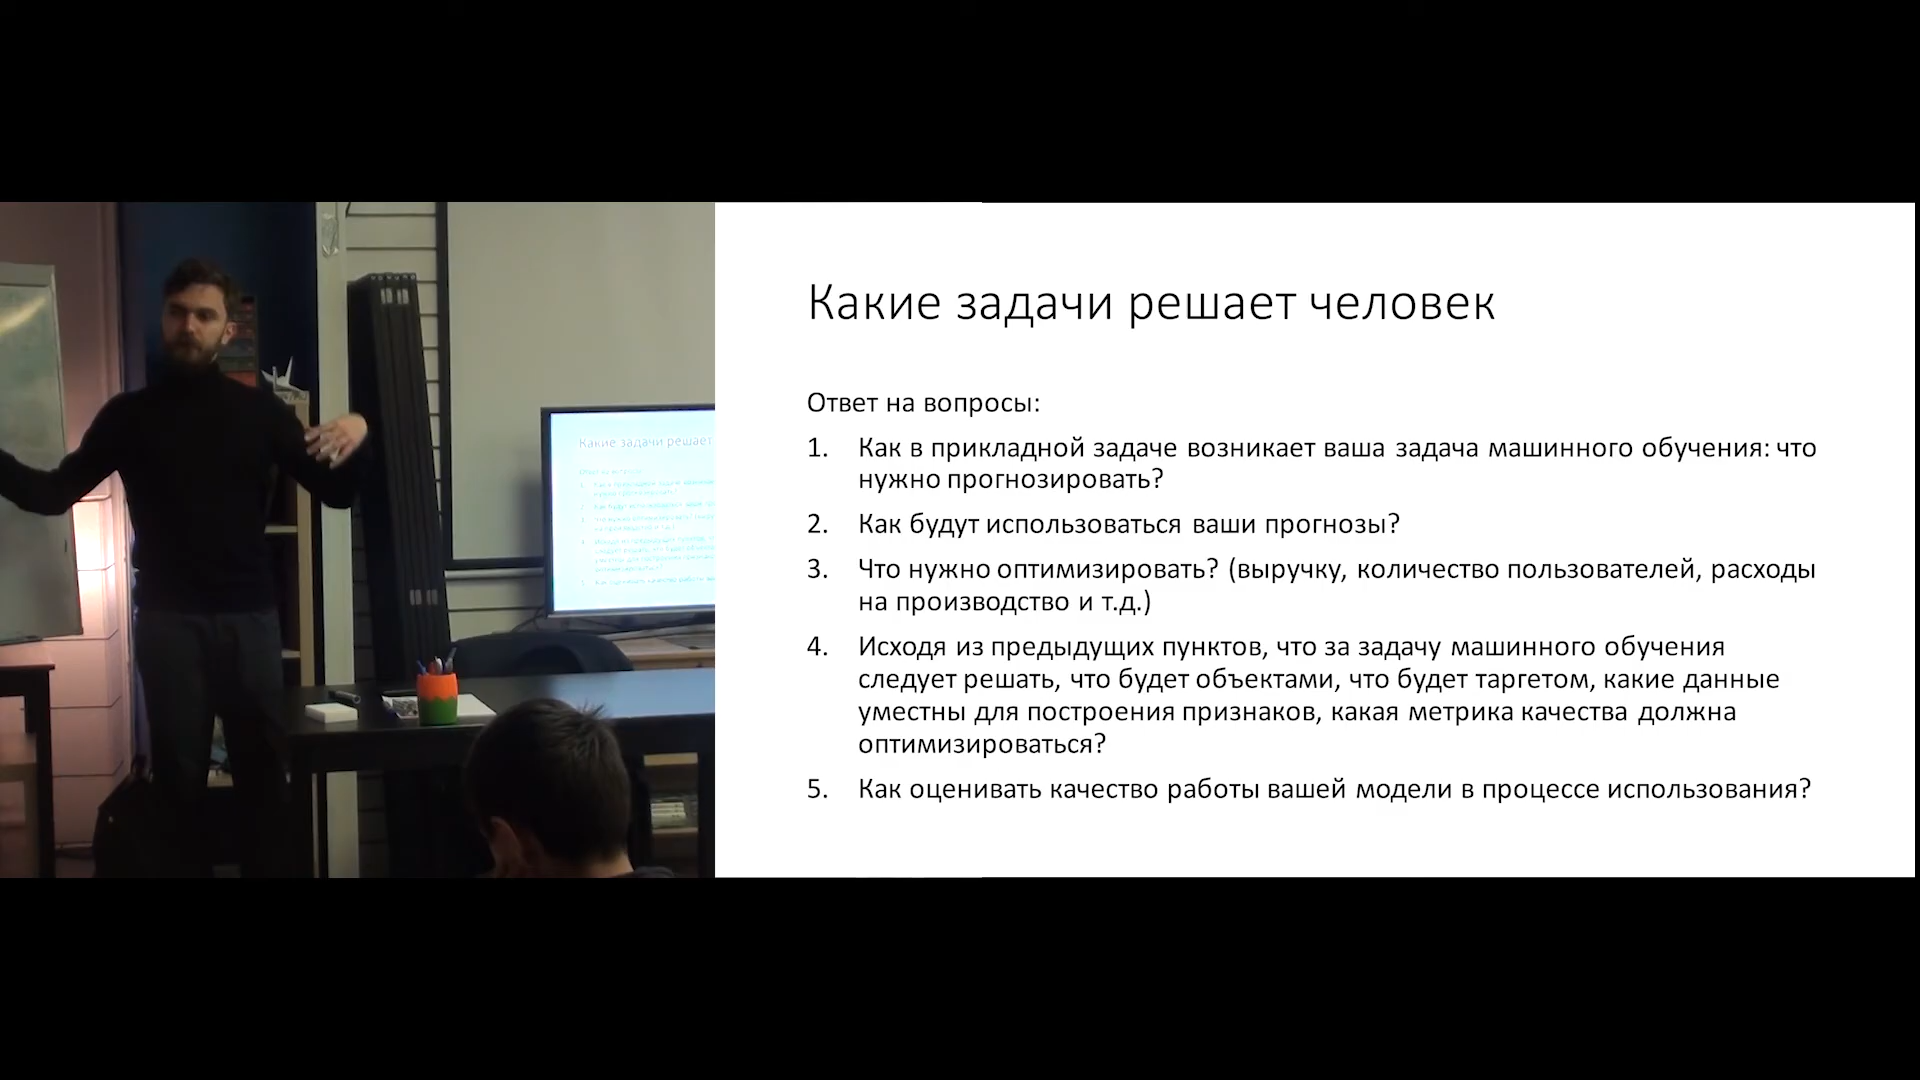 Какие задачи решает человек
Ответ на вопросы:
1. Как в прикладной задаче возникает ваша задача машинного обучения: что
нужно прогнозировать?
2. Как будут использоваться ваши прогнозы?
3. Что нужно оптимизировать? (выручку, количество пользователей, расходы
на производство и т.д.)
4. Исходя из предыдущих пунктов, что за задачу машинного обучения
следует решать, что будет объектами, что будет таргетом, какие данные
уместны для построения признаков, какая метрика качества должна
оптимизироваться?
5. Как оценивать качество работы вашей модели в процессе использования?
Какие задачи решает